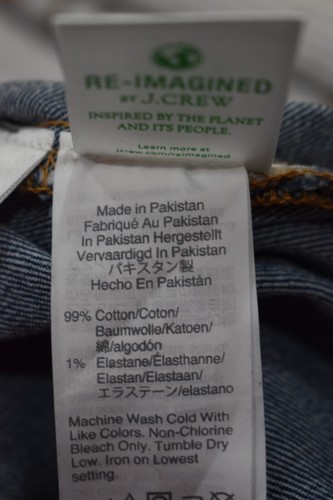 RE-IMAGINED
BY J.CREW
INSPIRED BY THE PLANET
AND ITS PEOPLE.
Learn more at
jcrew.com/reimagined
Made in Pakistan
Fabriqué Au Pakistan
In Pakistan Hergestellt
Vervaardigd In Pakistan
パキスタン製
Hecho En Pakistán
99% Cotton/Coton/
Baumwolle/Katoen/
綿/algodón
1% Elastane/Élasthanne/
Elastan/Elastaan/
エラステーン/elastano
Machine Wash Cold With
Like Colors. Non-Chlorine
Bleach Only. Tumble Dry
Low. Iron on Lowest
setting.